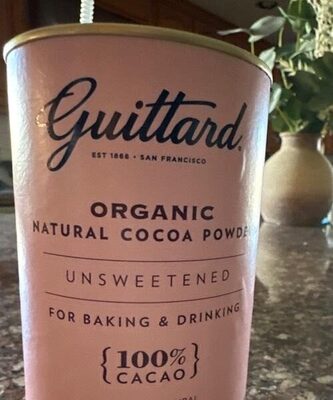 Guittard.
EST 1868 • SAN FRANCISCO
ORGANIC
NATURAL COCOA POWDE
UNSWEETENED
FOR BAKING & DRINKING
{100%}
CACAO